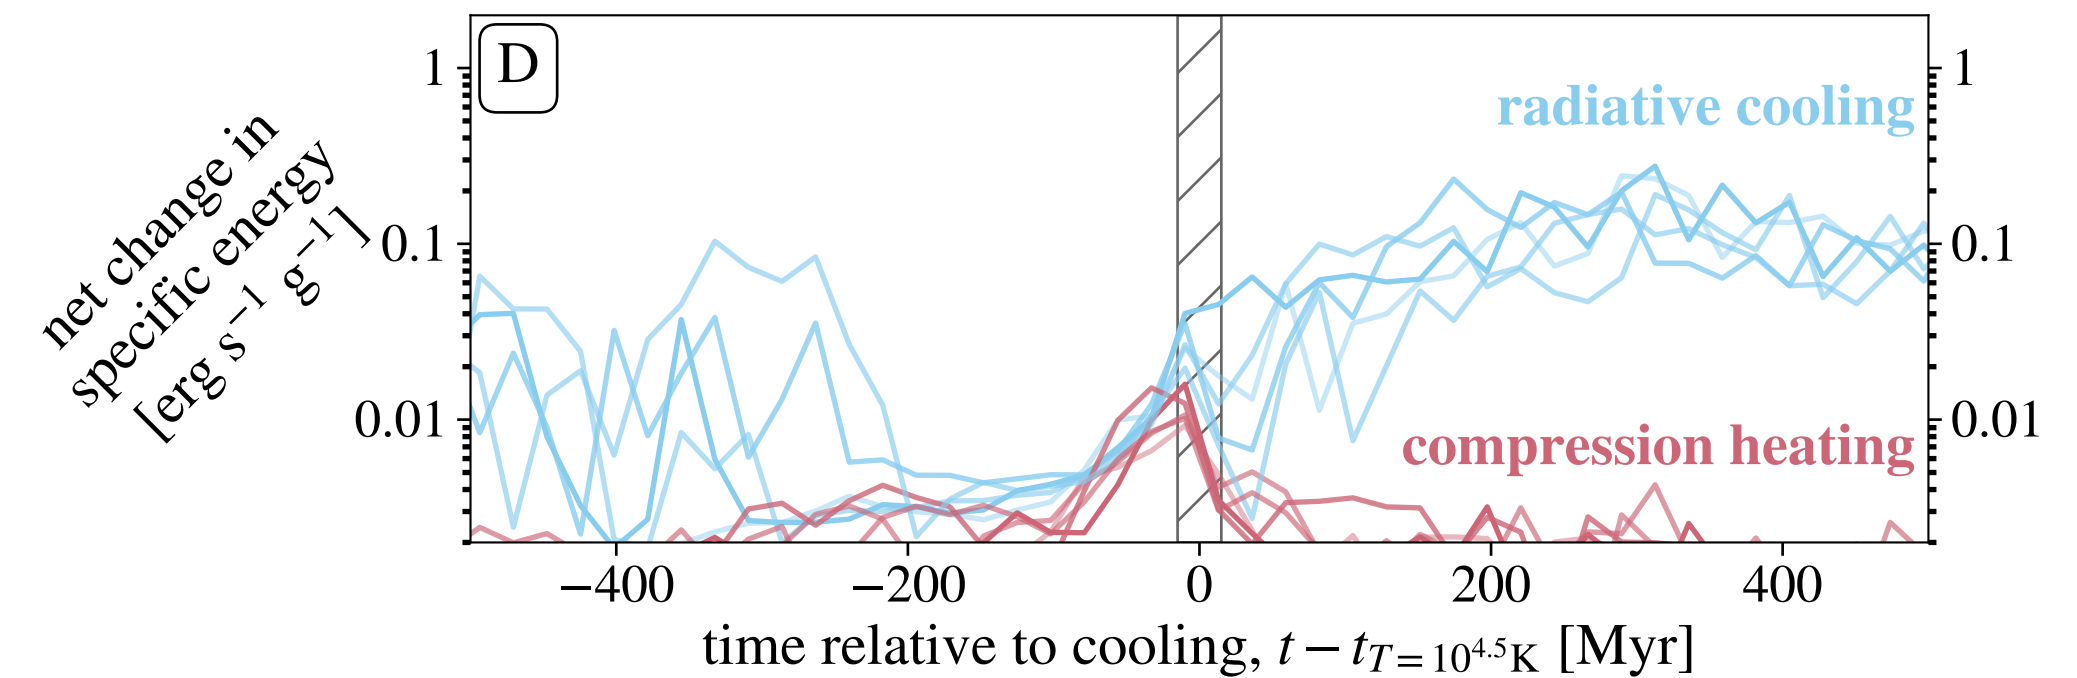 D
net change in
specific energy
[erg s⁻¹ g⁻¹]
1
0.1
0.01
1
0.1
0.01
radiative cooling
compression heating
−400 −200 0 200 400
time relative to cooling, t − t_{T=10^{4.5}K} [Myr]